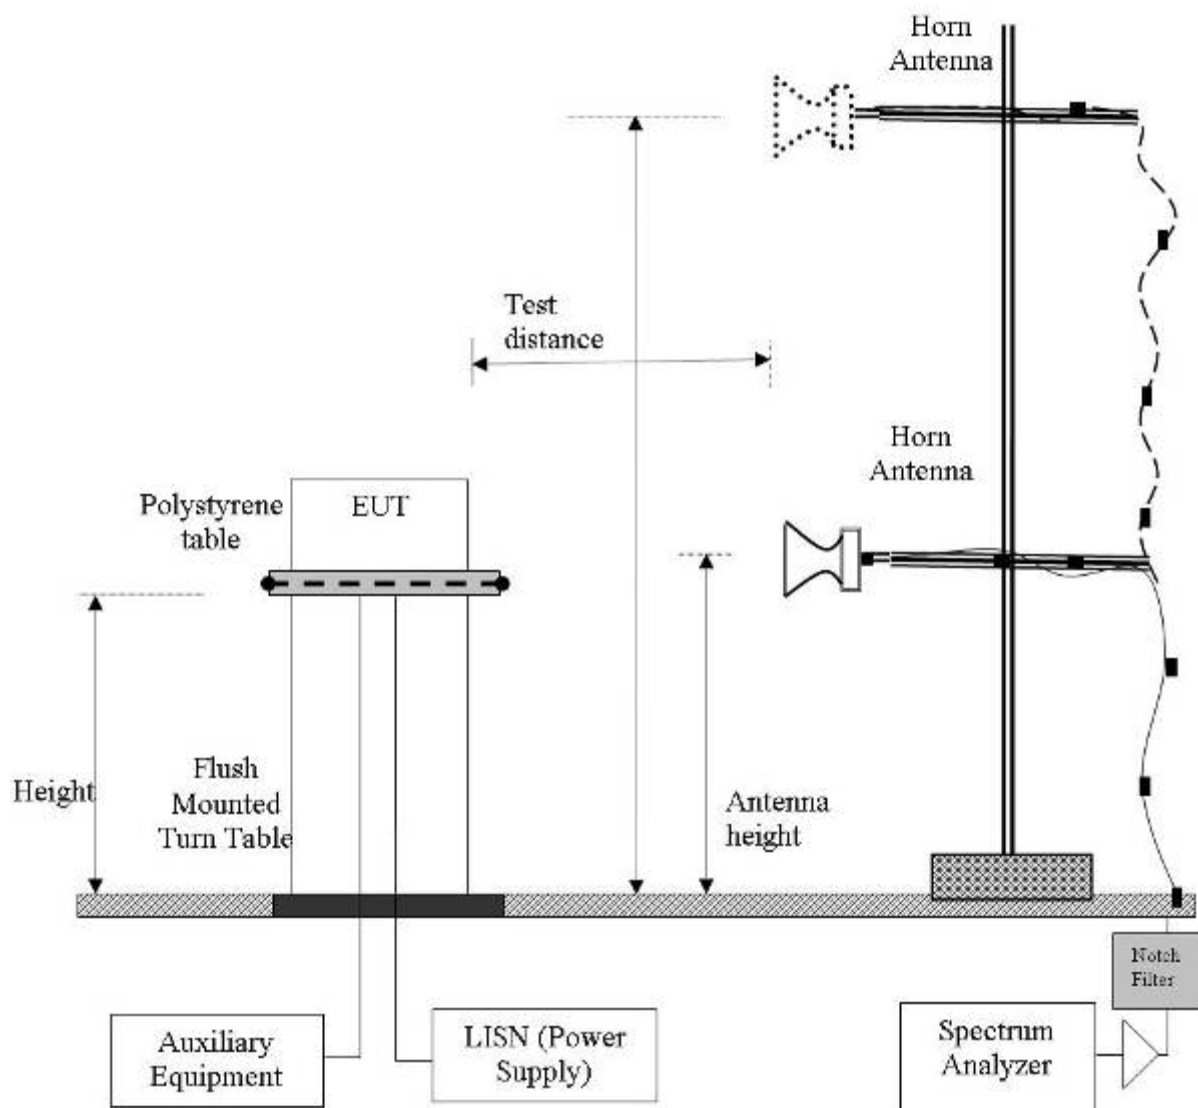 Horn
Antenna
Test
distance
Horn
Antenna
Polystyrene
table
EUT
Height
Flush
Mounted
Turn Table
Antenna
height
Notch
Filter
Auxiliary
Equipment
LISN (Power
Supply)
Spectrum
Analyzer